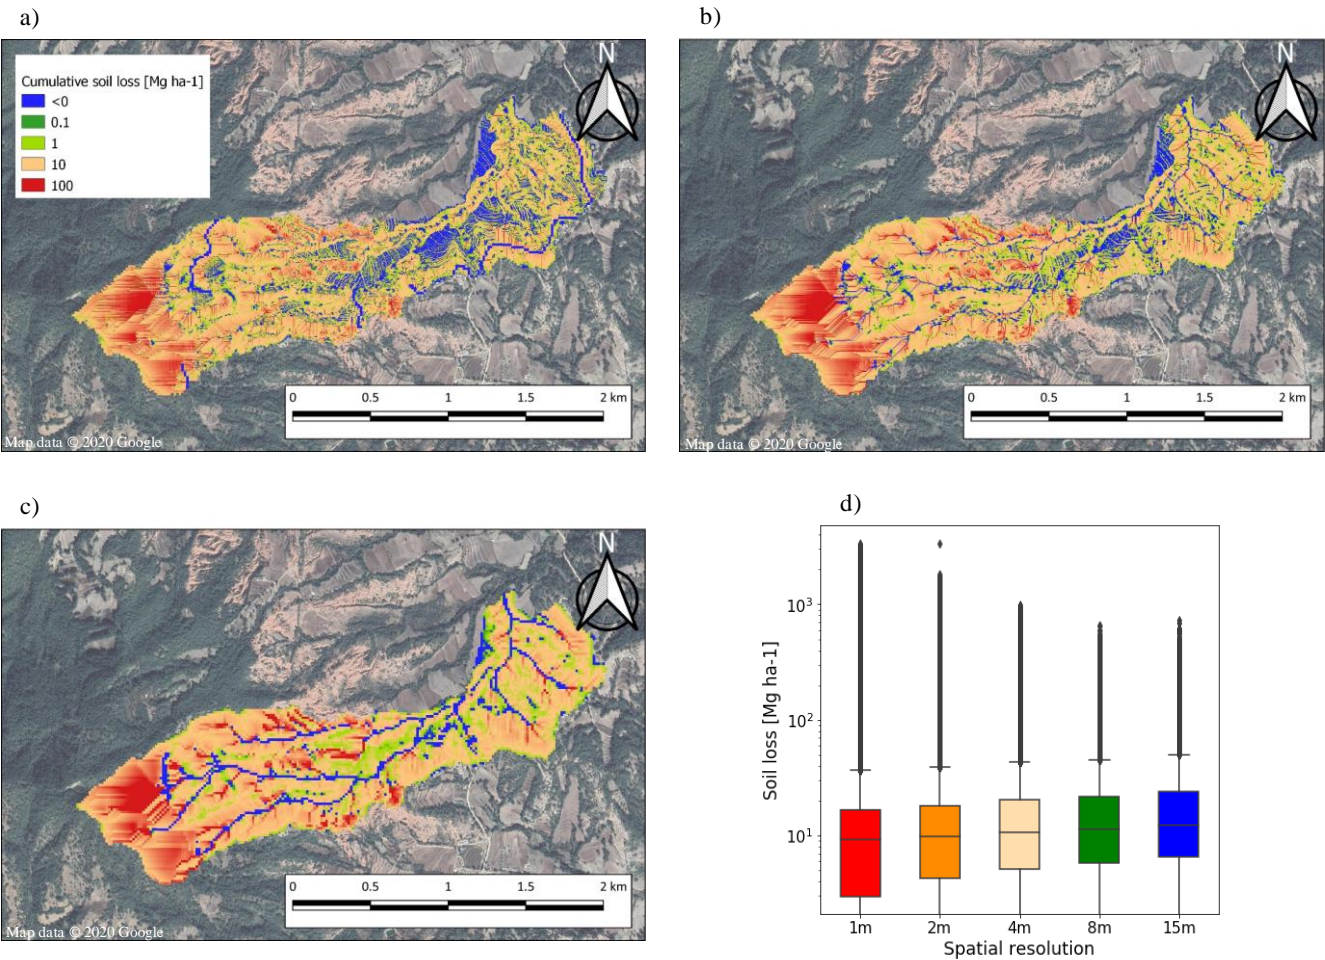 a)
N
Cumulative soil loss [Mg ha-1]
<0
0.1
1
10
100
0 0.5 1 1.5 2 km
Map data © 2020 Google
b)
N
0 0.5 1 1.5 2 km
Map data © 2020 Google
c)
N
0 0.5 1 1.5 2 km
Map data © 2020 Google
d)
Soil loss [Mg ha-1]
10³
10²
10¹
1m 2m 4m 8m 15m
Spatial resolution